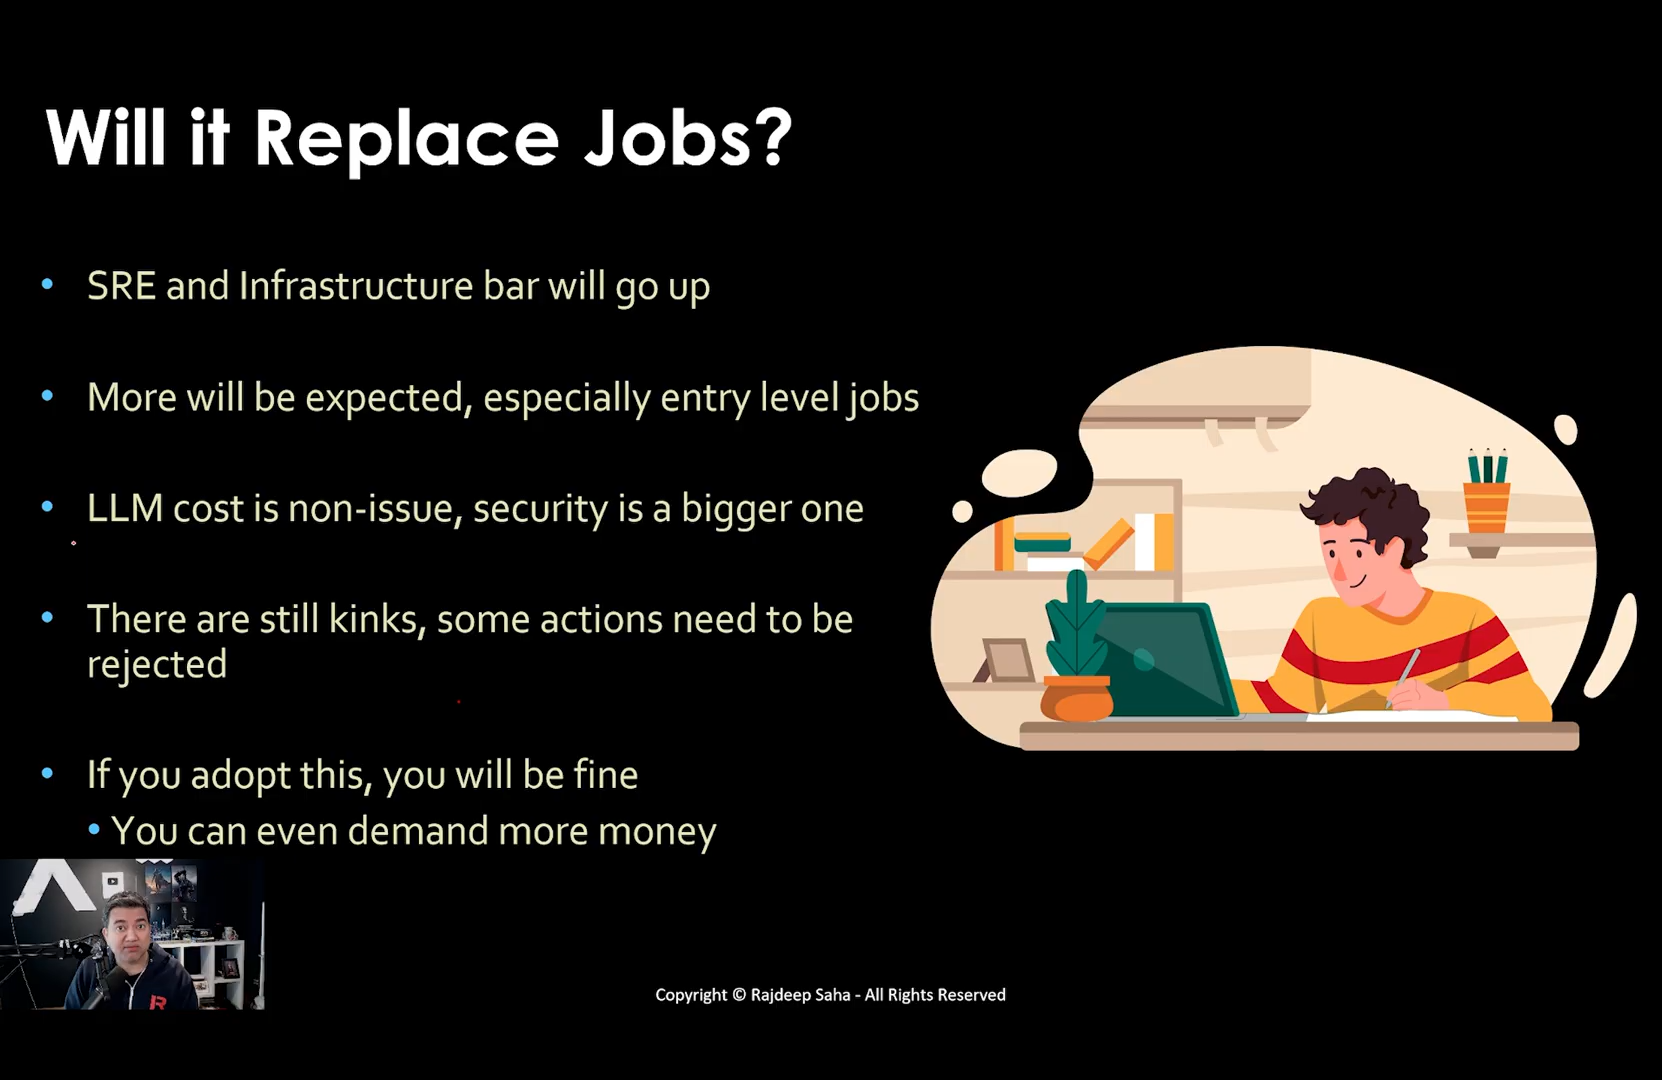 Will it Replace Jobs?
• SRE and Infrastructure bar will go up
• More will be expected, especially entry level jobs
• LLM cost is non-issue, security is a bigger one
• There are still kinks, some actions need to be
rejected
• If you adopt this, you will be fine
• You can even demand more money
Copyright © Rajdeep Saha - All Rights Reserved